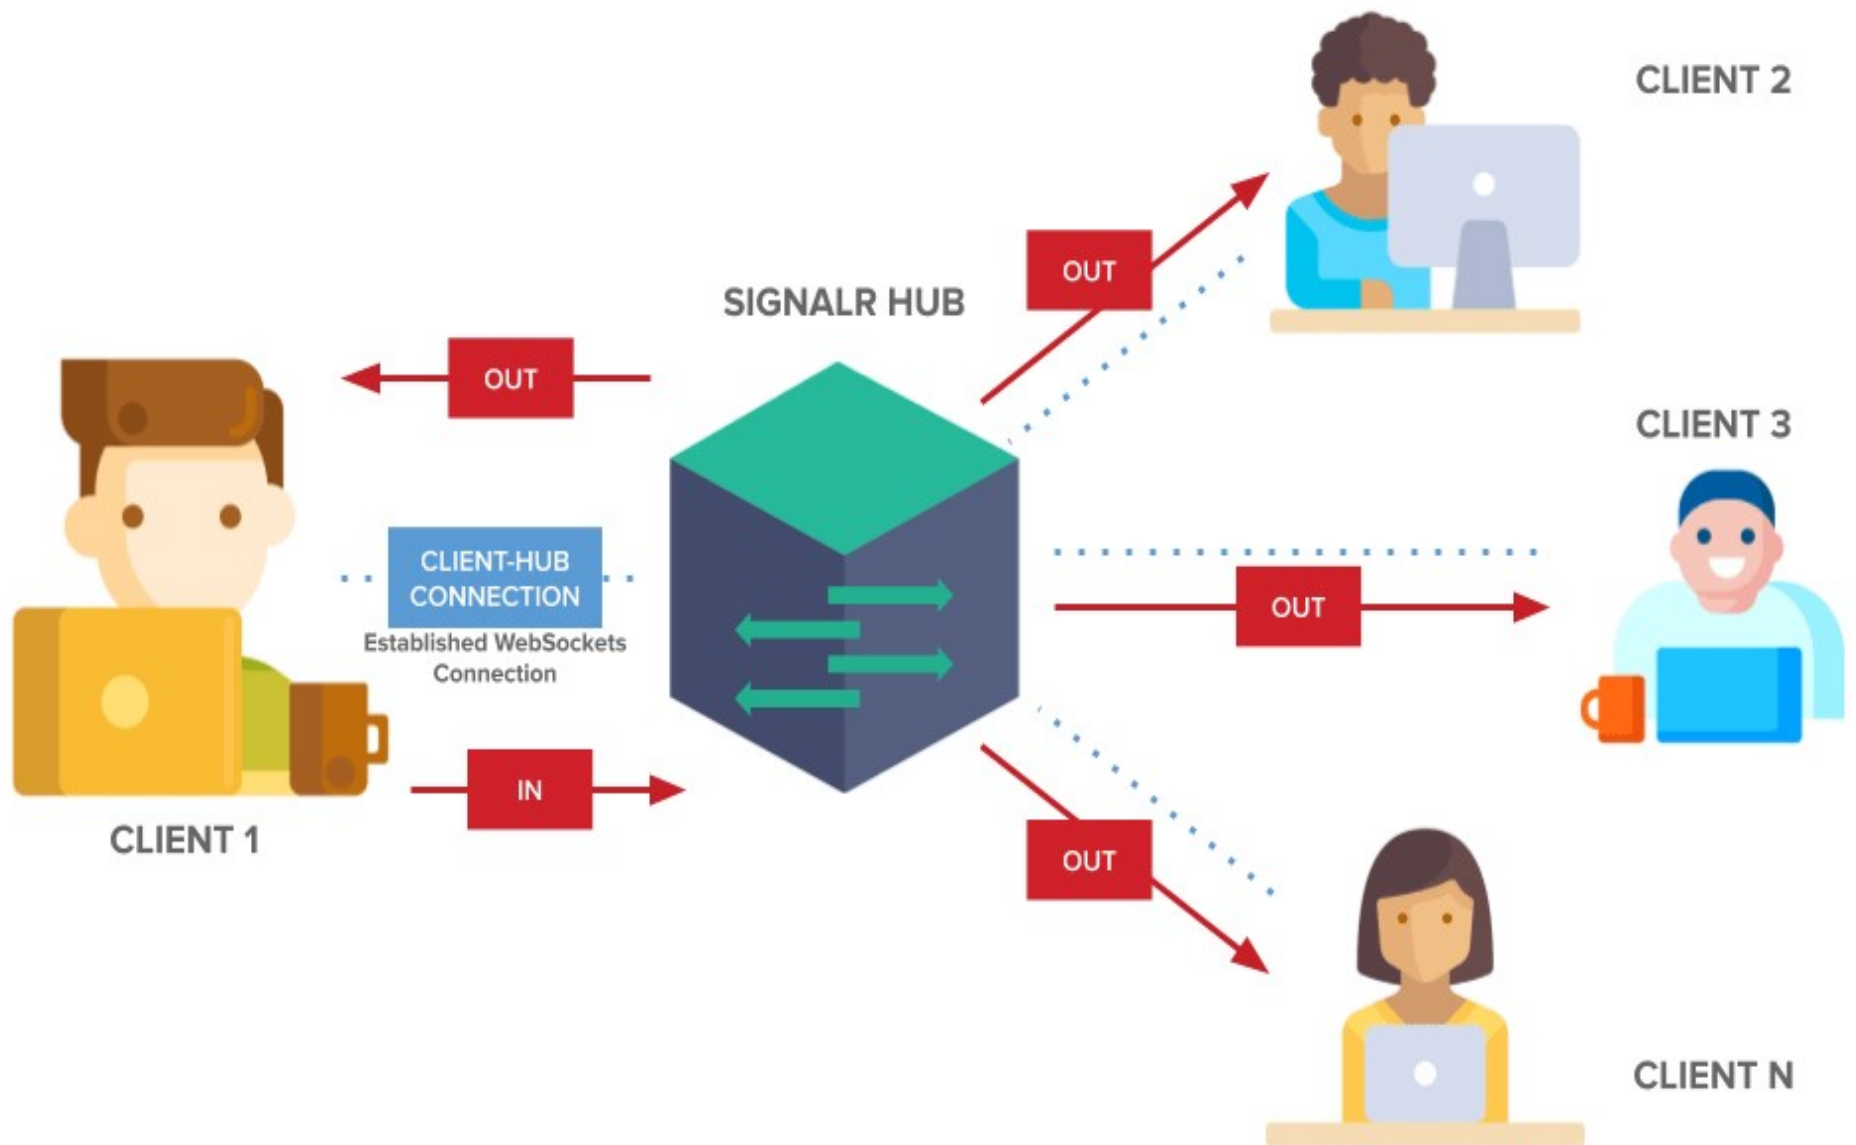 CLIENT 2
OUT
SIGNALR HUB
OUT
CLIENT 3
CLIENT-HUB
CONNECTION
Established WebSockets
Connection
OUT
IN
CLIENT 1
OUT
CLIENT N